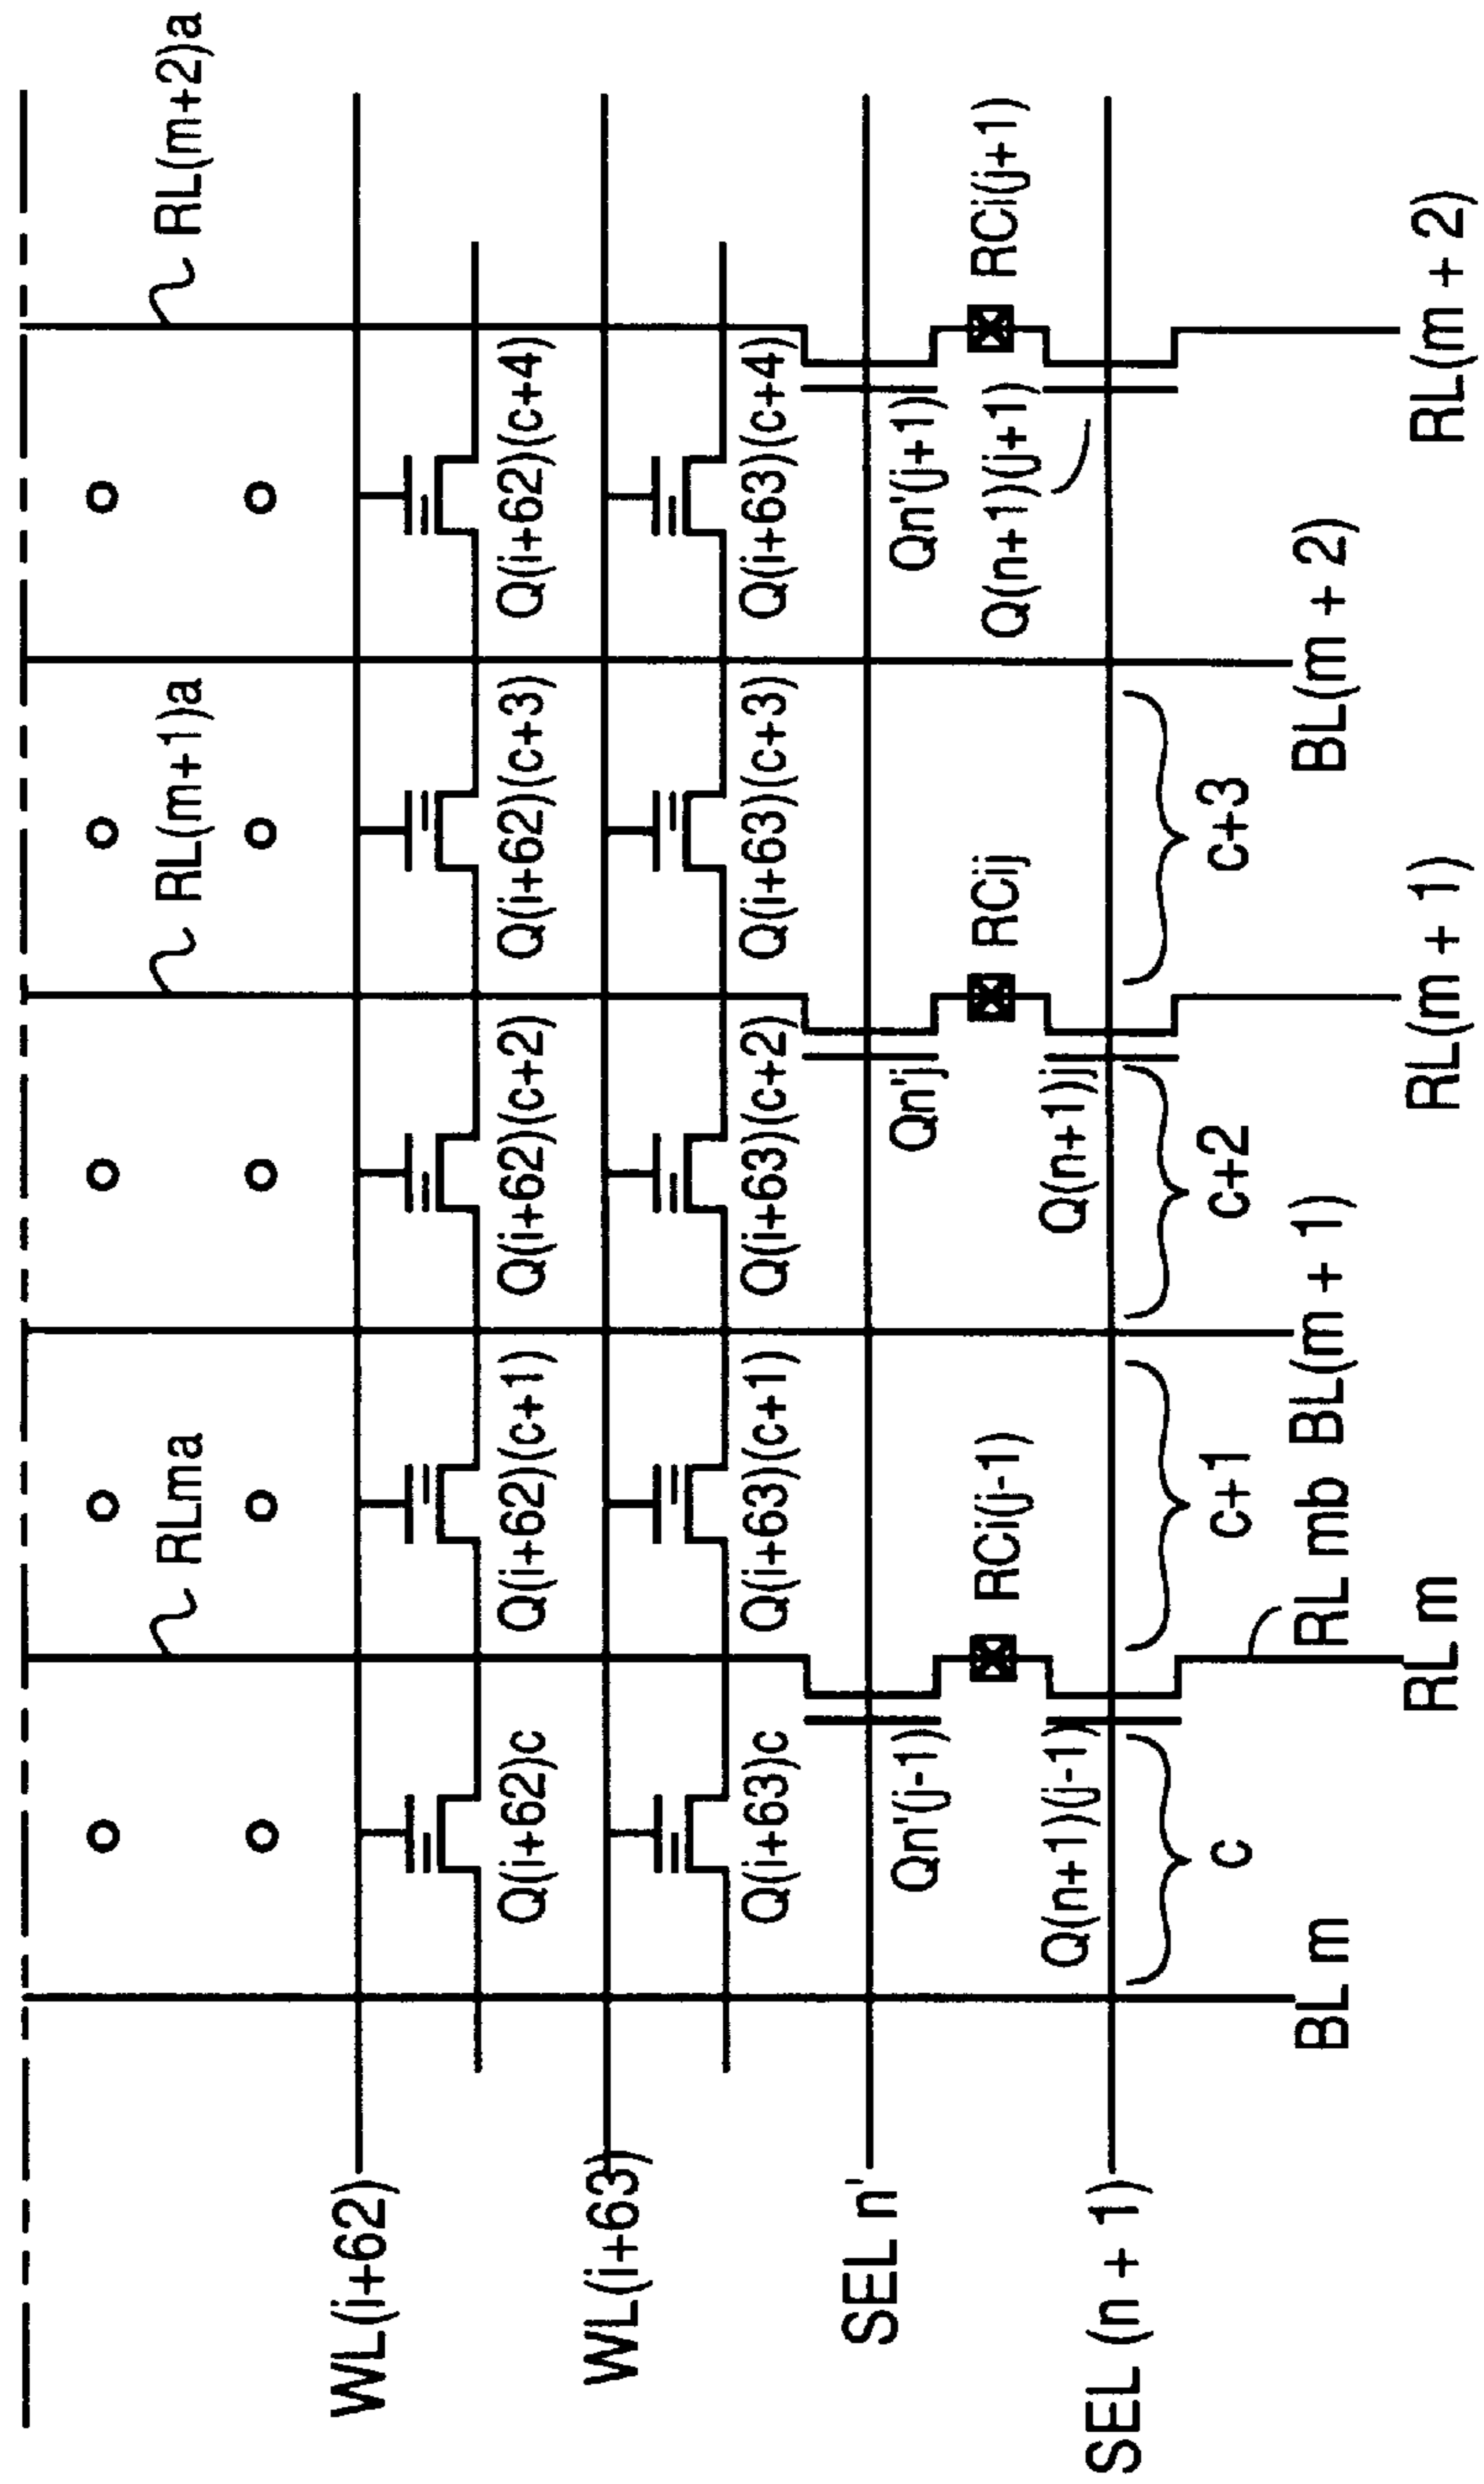 RLma
RL(m+1)a
RL(m+2)a
WL(i+62)
Q(i+62)c
Q(i+62)(c+1)
Q(i+62)(c+2)
Q(i+62)(c+3)
Q(i+62)(c+4)
WL(i+63)
Q(i+63)c
Q(i+63)(c+1)
Q(i+63)(c+2)
Q(i+63)(c+3)
Q(i+63)(c+4)
SEL n'
Qn'(j-1)
Qn'j
Qn'(j+1)
RCi(j-1)
RCij
Q(n+1)(j+1)
RCi(j+1)
Q(n+1)(j-1)
Q(n+1)j
SEL (n + 1)
c
c+1
c+2
c+3
BL m
RL mb
BL(m + 1)
BL(m + 2)
RL m
RL(m + 1)
RL(m + 2)